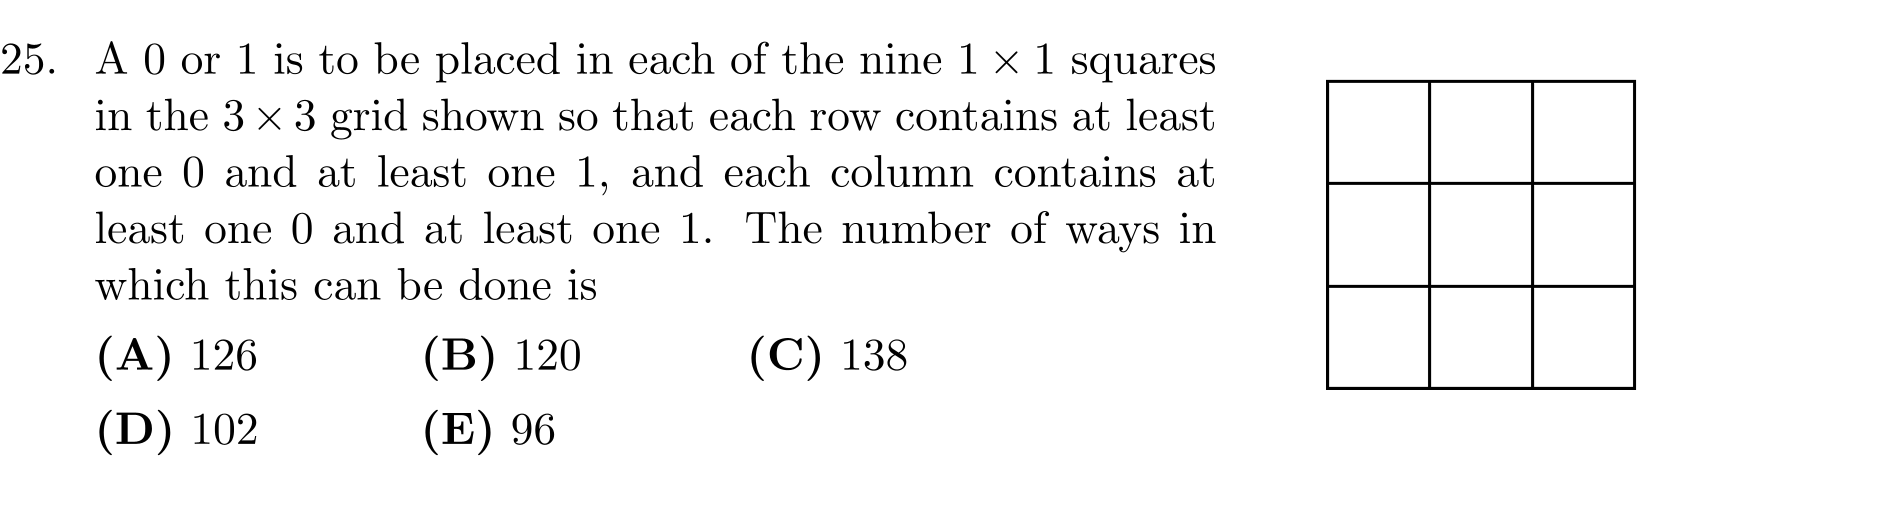 25. A 0 or 1 is to be placed in each of the nine 1 × 1 squares
in the 3 × 3 grid shown so that each row contains at least
one 0 and at least one 1, and each column contains at
least one 0 and at least one 1. The number of ways in
which this can be done is
(A) 126 (B) 120 (C) 138
(D) 102 (E) 96